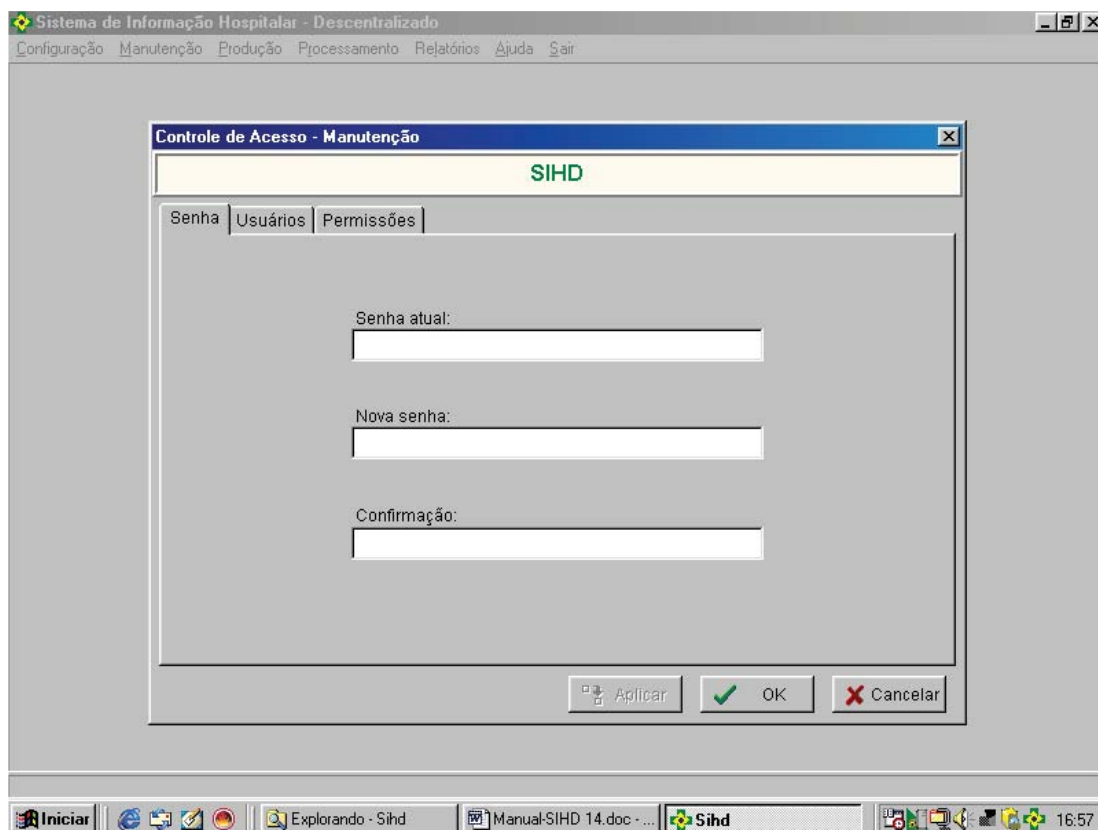 Sistema de Informação Hospitalar - Descentralizado
Configuração Manutenção Produção Processamento Relatórios Ajuda Sair
Controle de Acesso - Manutenção
SIHD
Senha Usuários Permissões
Senha atual:
Nova senha:
Confirmação:
Aplicar OK Cancelar
Iniciar Explorando - Sihd Manual-SIHD 14.doc - ... Sihd 16:57